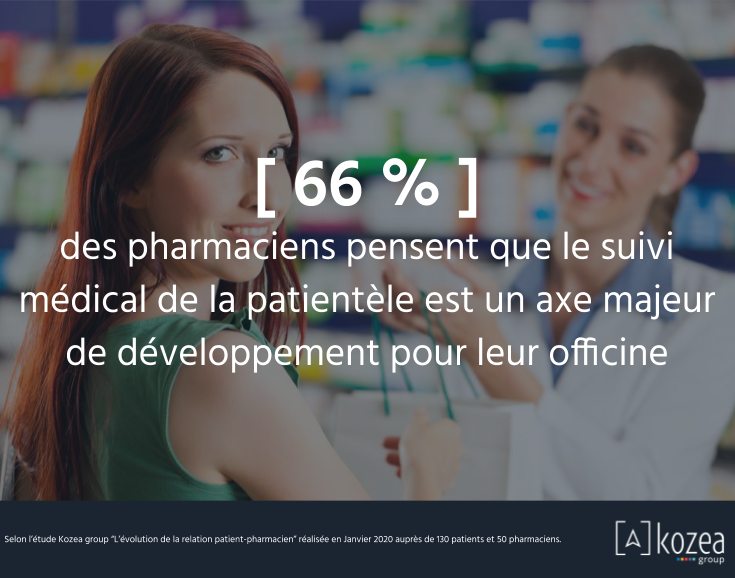 [ 66 % ]
des pharmaciens pensent que le suivi
médical de la patientèle est un axe majeur
de développement pour leur officine
Selon l'étude Kozea group "L'évolution de la relation patient-pharmacien" réalisée en Janvier 2020 auprès de 130 patients et 50 pharmaciens.
[A]kozea
group